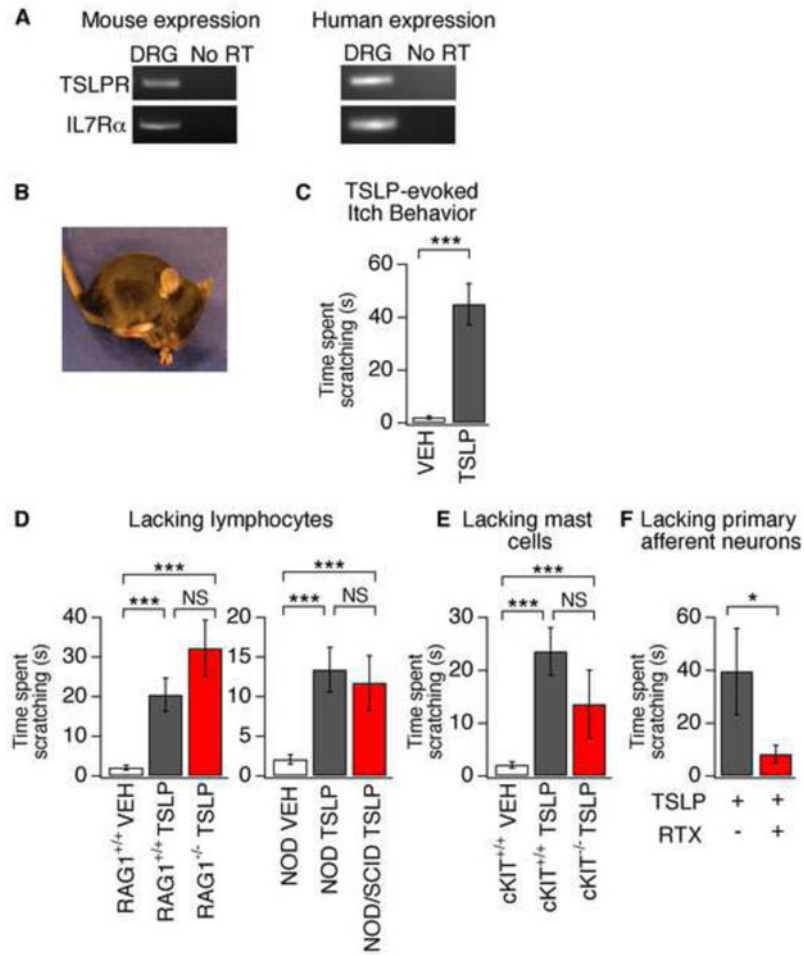 A
Mouse expression
Human expression
DRG No RT
DRG No RT
TSLPR
IL7Rα
B
C
TSLP-evoked
Itch Behavior
***
Time spent
scratching (s)
60
40
20
0
VEH
TSLP
D
Lacking lymphocytes
***
*** NS
Time spent
scratching (s)
40
30
20
10
0
RAG1+/+ VEH
RAG1+/+ TSLP
RAG1-/- TSLP
***
*** NS
20
15
10
5
0
NOD VEH
NOD TSLP
NOD/SCID TSLP
E
Lacking mast
cells
***
*** NS
Time spent
scratching (s)
30
20
10
0
cKIT+/+ VEH
cKIT+/+ TSLP
cKIT-/- TSLP
F
Lacking primary
afferent neurons
*
Time spent
scratching (s)
60
40
20
0
TSLP + +
RTX - +